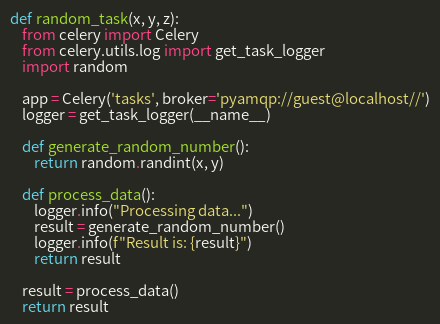 def random_task(x, y, z):
    from celery import Celery
    from celery.utils.log import get_task_logger
    import random

    app = Celery('tasks', broker='pyamqp://guest@localhost//')
    logger = get_task_logger(__name__)

    def generate_random_number():
        return random.randint(x, y)

    def process_data():
        logger.info("Processing data...")
        result = generate_random_number()
        logger.info(f"Result is: {result}")
        return result

    result = process_data()
    return result